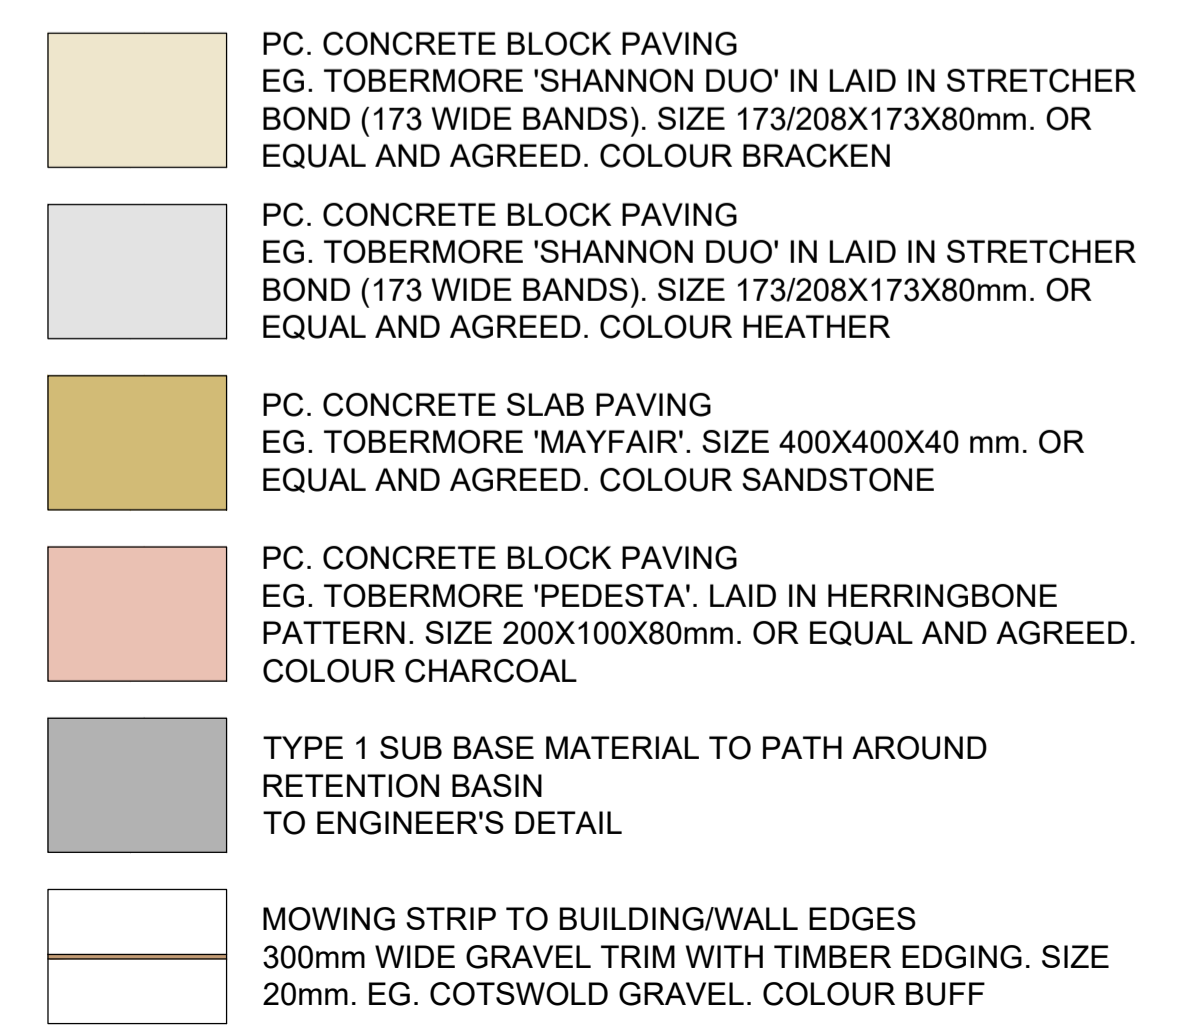 PC. CONCRETE BLOCK PAVING
EG. TOBERMORE 'SHANNON DUO' IN LAID IN STRETCHER
BOND (173 WIDE BANDS). SIZE 173/208X173X80mm. OR
EQUAL AND AGREED. COLOUR BRACKEN
PC. CONCRETE BLOCK PAVING
EG. TOBERMORE 'SHANNON DUO' IN LAID IN STRETCHER
BOND (173 WIDE BANDS). SIZE 173/208X173X80mm. OR
EQUAL AND AGREED. COLOUR HEATHER
PC. CONCRETE SLAB PAVING
EG. TOBERMORE 'MAYFAIR'. SIZE 400X400X40 mm. OR
EQUAL AND AGREED. COLOUR SANDSTONE
PC. CONCRETE BLOCK PAVING
EG. TOBERMORE 'PEDESTA'. LAID IN HERRINGBONE
PATTERN. SIZE 200X100X80mm. OR EQUAL AND AGREED.
COLOUR CHARCOAL
TYPE 1 SUB BASE MATERIAL TO PATH AROUND
RETENTION BASIN
TO ENGINEER'S DETAIL
MOWING STRIP TO BUILDING/WALL EDGES
300mm WIDE GRAVEL TRIM WITH TIMBER EDGING. SIZE
20mm. EG. COTSWOLD GRAVEL. COLOUR BUFF